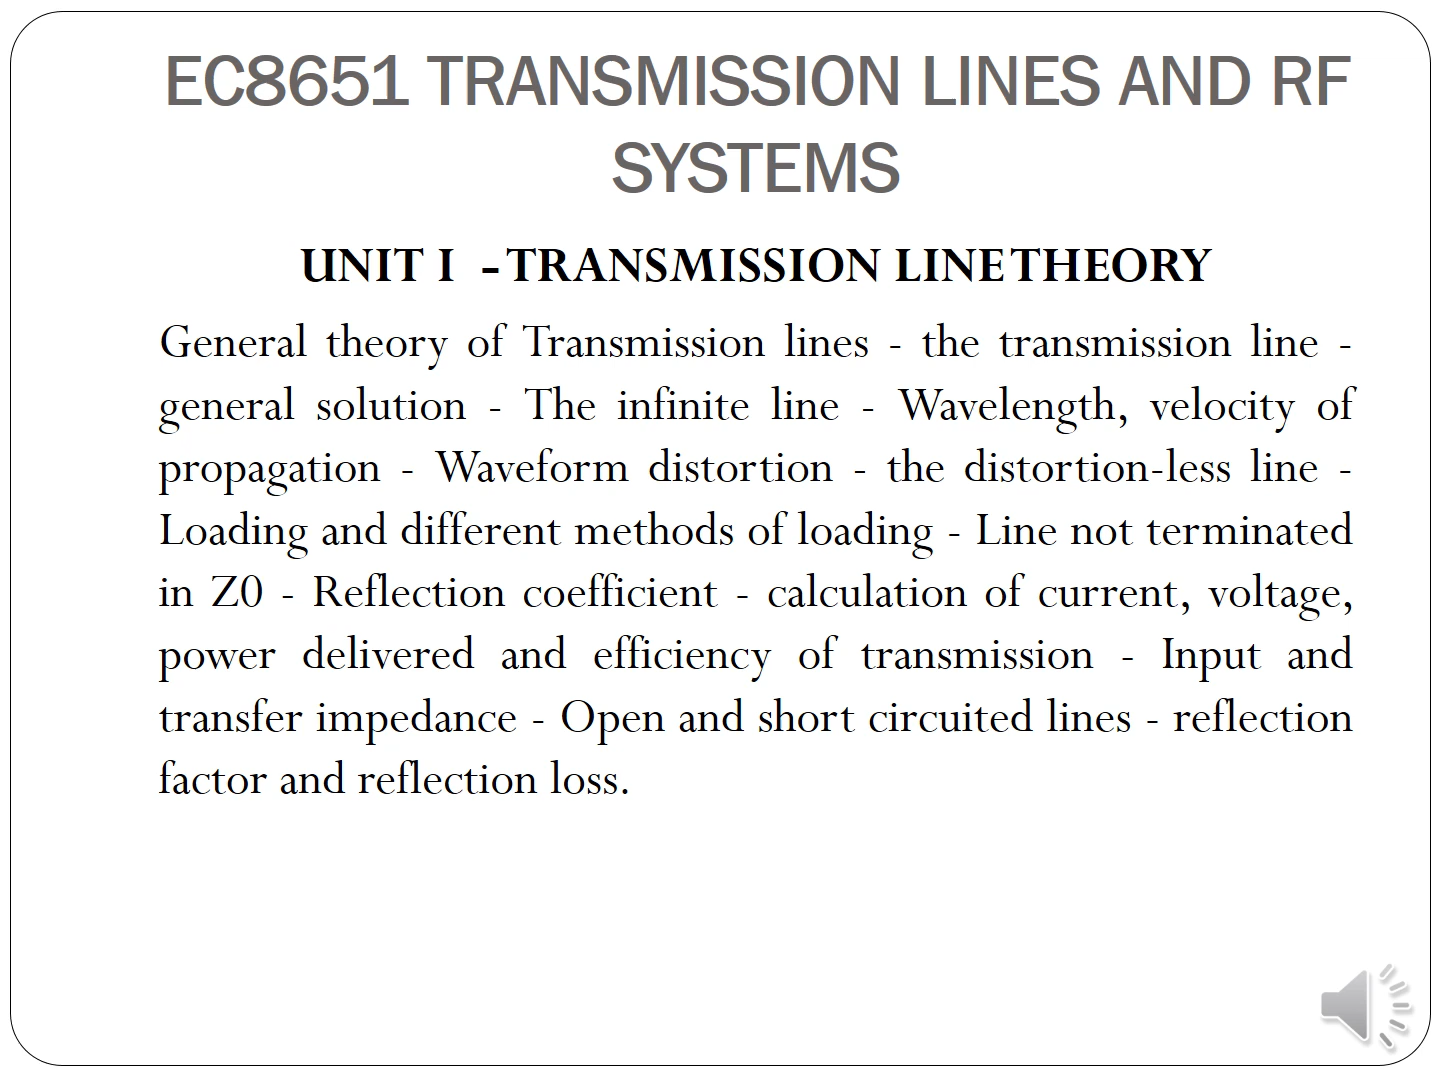 EC8651 TRANSMISSION LINES AND RF
SYSTEMS
UNIT I - TRANSMISSION LINE THEORY
General theory of Transmission lines - the transmission line -
general solution - The infinite line - Wavelength, velocity of
propagation - Waveform distortion - the distortion-less line -
Loading and different methods of loading - Line not terminated
in Z0 - Reflection coefficient - calculation of current, voltage,
power delivered and efficiency of transmission - Input and
transfer impedance - Open and short circuited lines - reflection
factor and reflection loss.